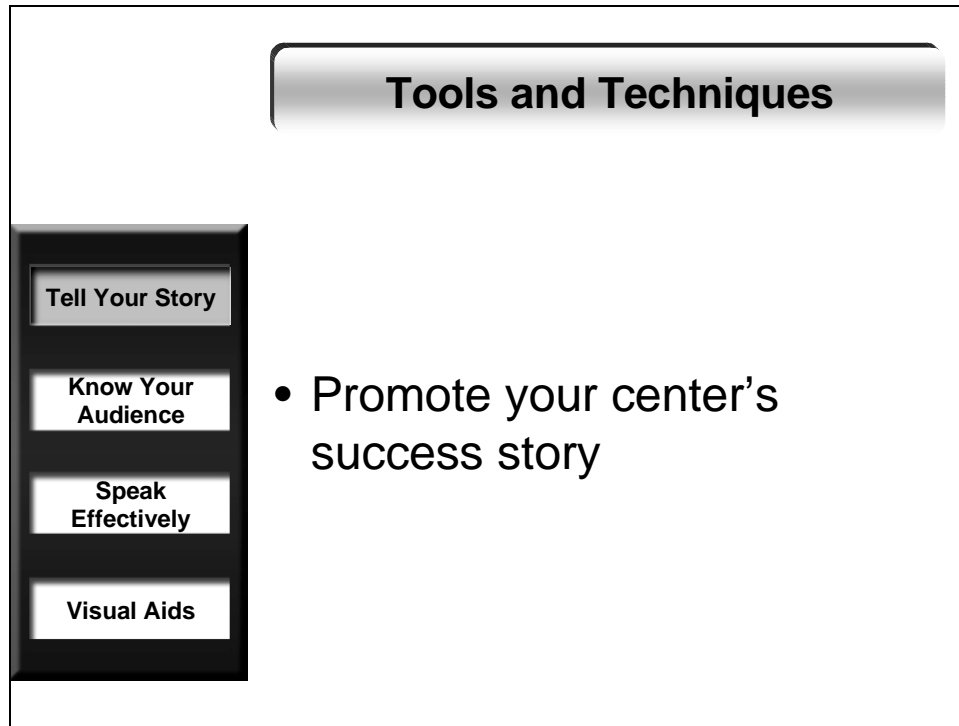 Tools and Techniques
Tell Your Story
Know Your
Audience
Speak
Effectively
Visual Aids
• Promote your center’s
success story